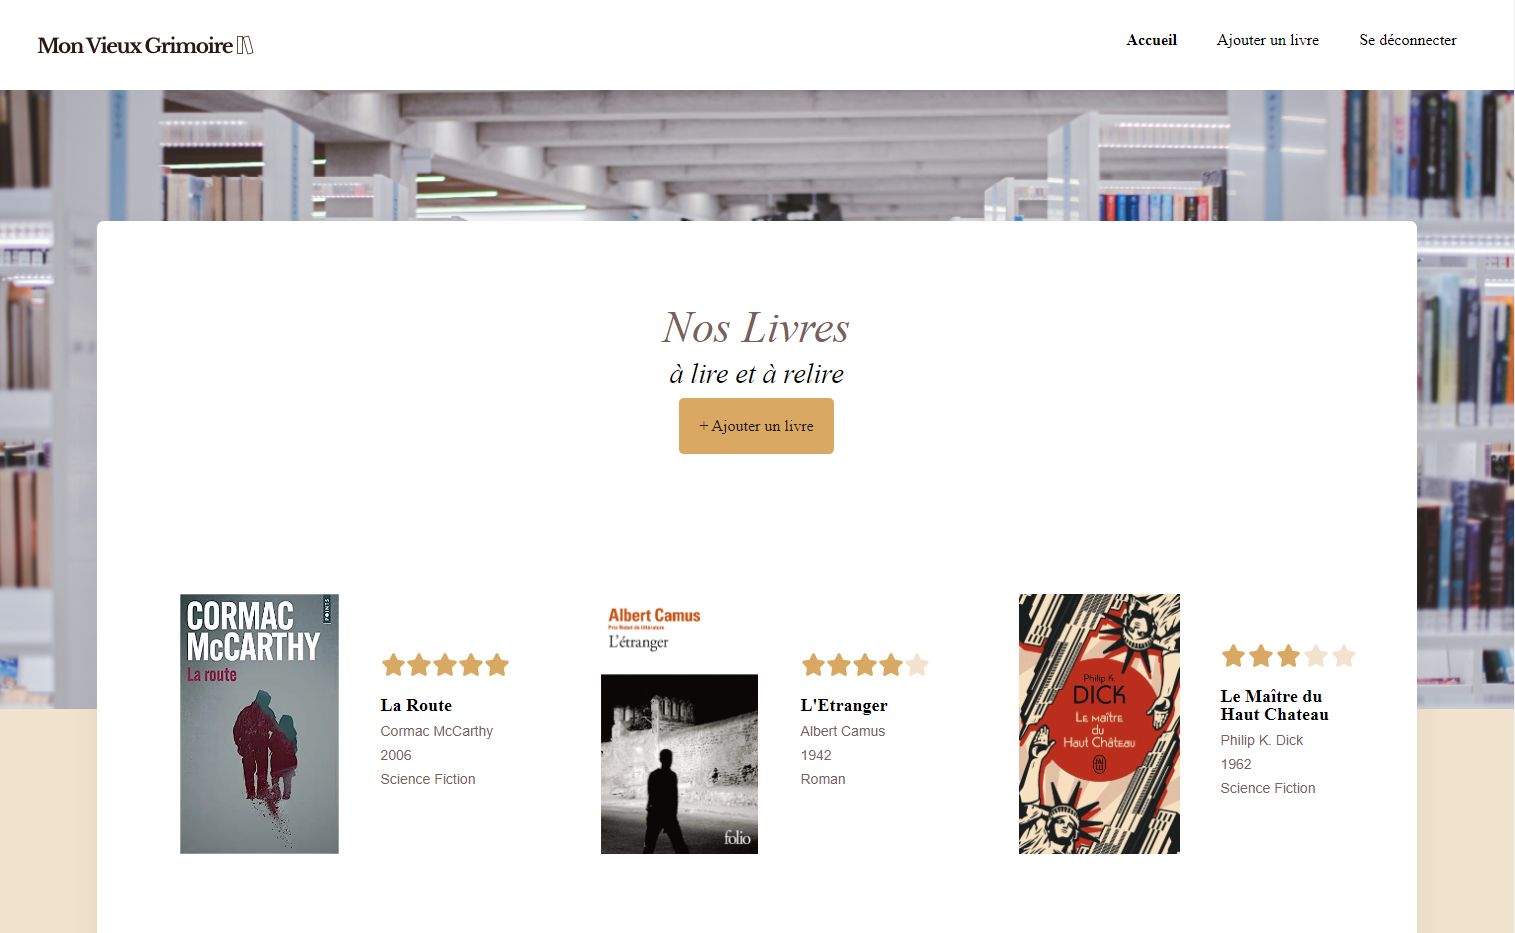 Mon Vieux Grimoire
Accueil
Ajouter un livre
Se déconnecter
Nos Livres
à lire et à relire
+ Ajouter un livre
CORMAC
McCARTHY
La route
POINTS
La Route
Cormac McCarthy
2006
Science Fiction
Albert Camus
Prix Nobel de littérature
L'étranger
folio
L'Etranger
Albert Camus
1942
Roman
Philip K.
DICK
Le Maître
du
Haut Château
Le Maître du
Haut Chateau
Philip K. Dick
1962
Science Fiction